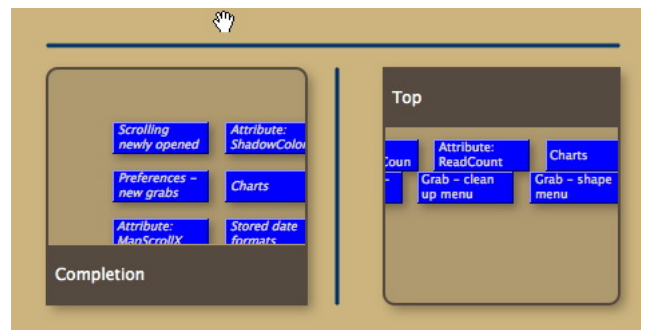 Scrolling
newly opened
Attribute:
ShadowColor
Preferences –
new grabs
Charts
Attribute:
MapScrollX
Stored date
formats
Completion
Top
Coun
Attribute:
ReadCount
Charts
Grab – clean
up menu
Grab – shape
menu